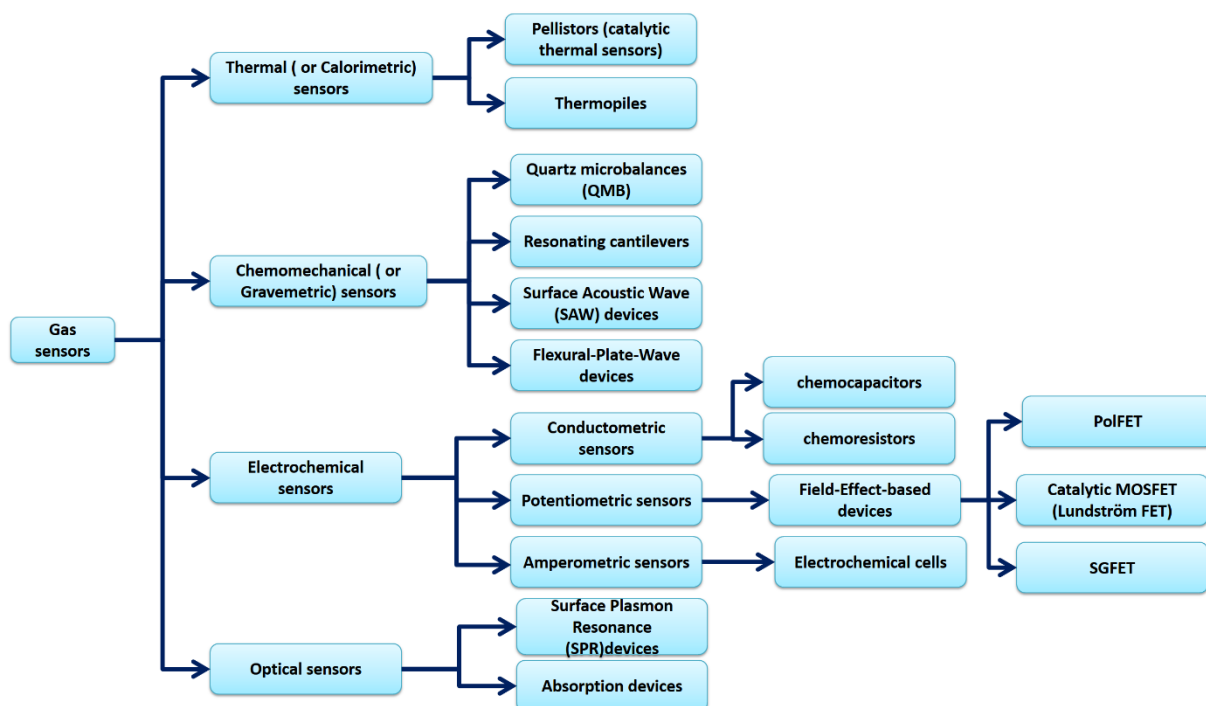 Gas
sensors
Thermal ( or Calorimetric)
sensors
Pellistors (catalytic
thermal sensors)
Thermopiles
Chemomechanical ( or
Gravemetric) sensors
Quartz microbalances
(QMB)
Resonating cantilevers
Surface Acoustic Wave
(SAW) devices
Flexural-Plate-Wave
devices
Electrochemical
sensors
Conductometric
sensors
chemocapacitors
chemoresistors
Potentiometric sensors
Field-Effect-based
devices
PolFET
Catalytic MOSFET
(Lundström FET)
SGFET
Amperometric sensors
Electrochemical cells
Optical sensors
Surface Plasmon
Resonance
(SPR)devices
Absorption devices